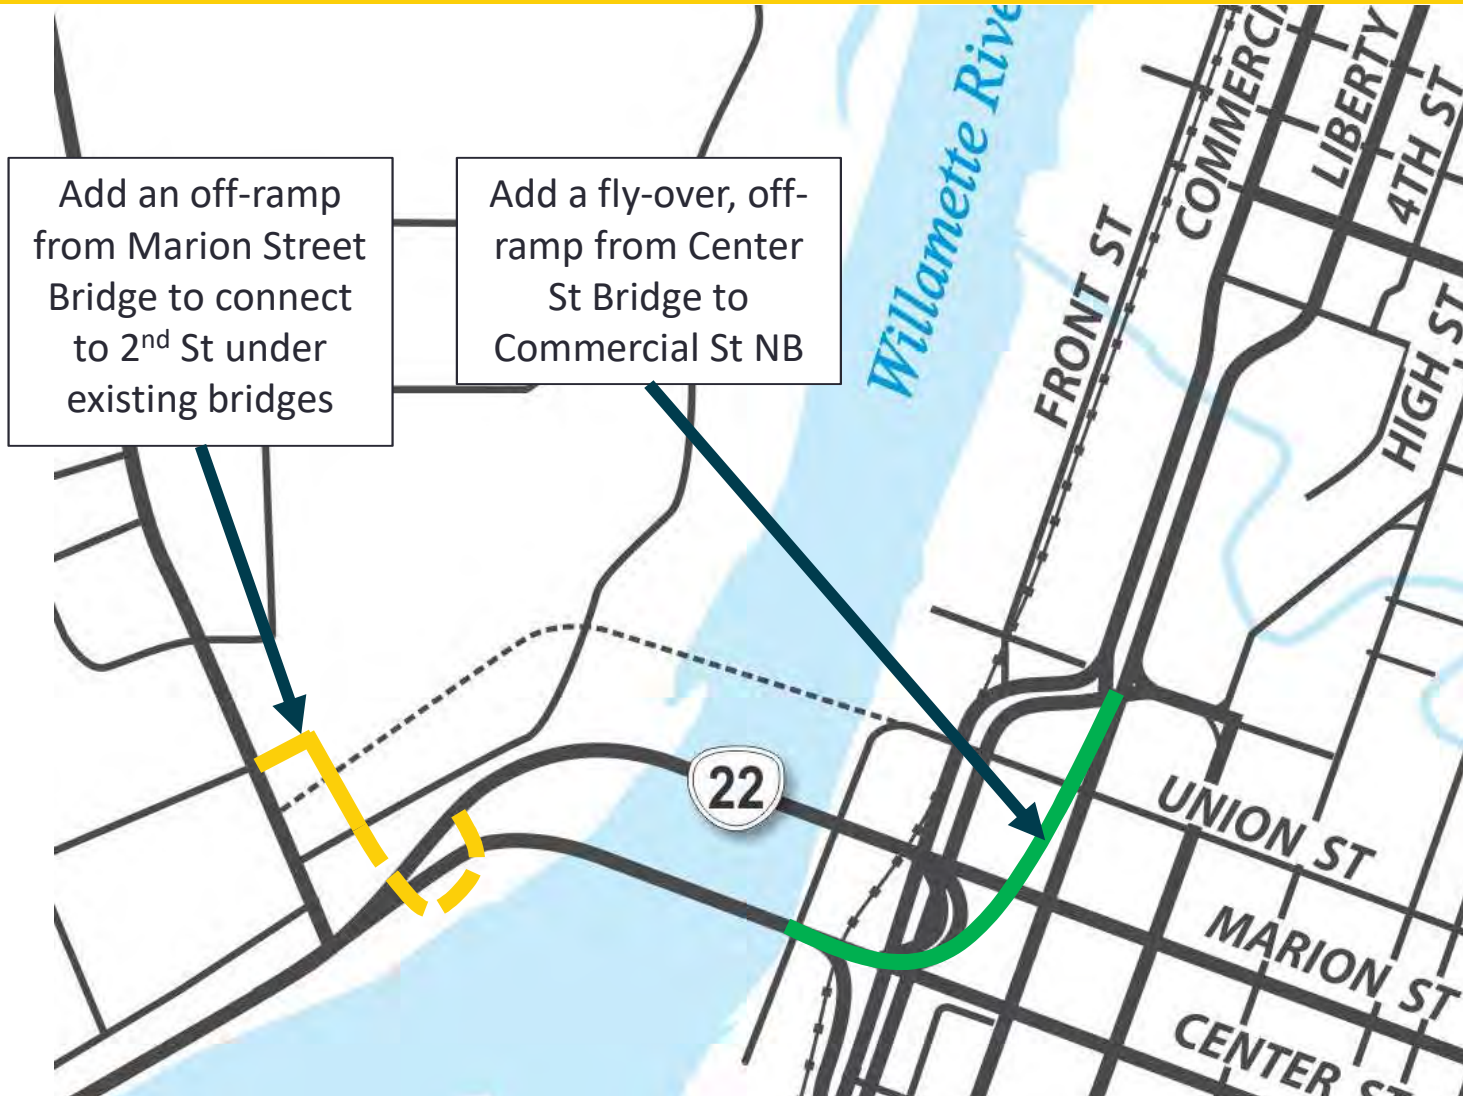 Add an off-ramp
from Marion Street
Bridge to connect
to 2nd St under
existing bridges
Add a fly-over, off-
ramp from Center
St Bridge to
Commercial St NB
Willamette Rive
FRONT ST
COMMERCI
LIBERTY
4TH ST
HIGH ST
22
UNION ST
MARION ST
CENTER ST